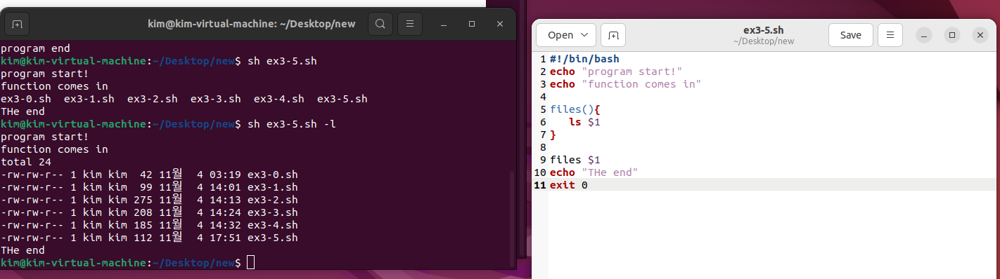 kim@kim-virtual-machine: ~/Desktop/new
program end
kim@kim-virtual-machine:~/Desktop/new$ sh ex3-5.sh
program start!
function comes in
ex3-0.sh  ex3-1.sh  ex3-2.sh  ex3-3.sh  ex3-4.sh  ex3-5.sh
THe end
kim@kim-virtual-machine:~/Desktop/new$ sh ex3-5.sh -l
program start!
function comes in
total 24
-rw-rw-r-- 1 kim kim  42 11월  4 03:19 ex3-0.sh
-rw-rw-r-- 1 kim kim  99 11월  4 14:01 ex3-1.sh
-rw-rw-r-- 1 kim kim 275 11월  4 14:13 ex3-2.sh
-rw-rw-r-- 1 kim kim 208 11월  4 14:24 ex3-3.sh
-rw-rw-r-- 1 kim kim 185 11월  4 14:32 ex3-4.sh
-rw-rw-r-- 1 kim kim 112 11월  4 17:51 ex3-5.sh
THe end
kim@kim-virtual-machine:~/Desktop/new$
Open
ex3-5.sh
~/Desktop/new
Save
1 #!/bin/bash
2 echo "program start!"
3 echo "function comes in"
4
5 files(){
6    ls $1
7 }
8
9 files $1
10 echo "THe end"
11 exit 0